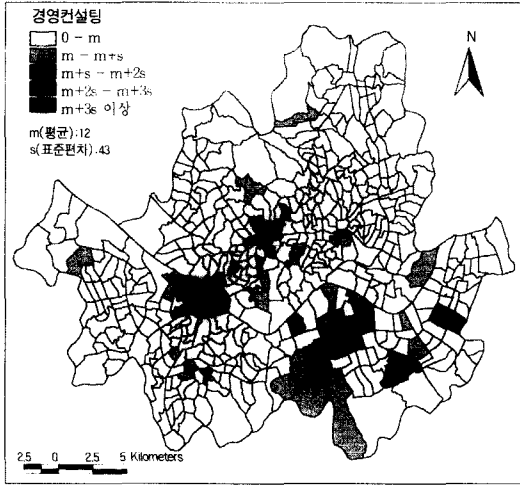 경영컨설팅
0 - m
m - m+s
m+s - m+2s
m+2s - m+3s
m+3s 이상
m(평균):12
s(표준편차).43
N
2.5 0 2.5 5 Kilometers